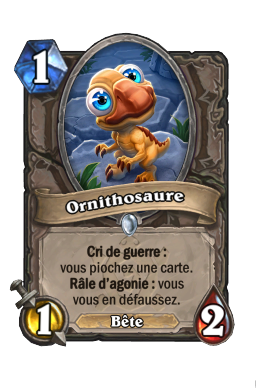 1
Ornithosaure
Cri de guerre :
vous piochez une carte.
Râle d’agonie : vous
vous en défaussez.
1 Bête 2